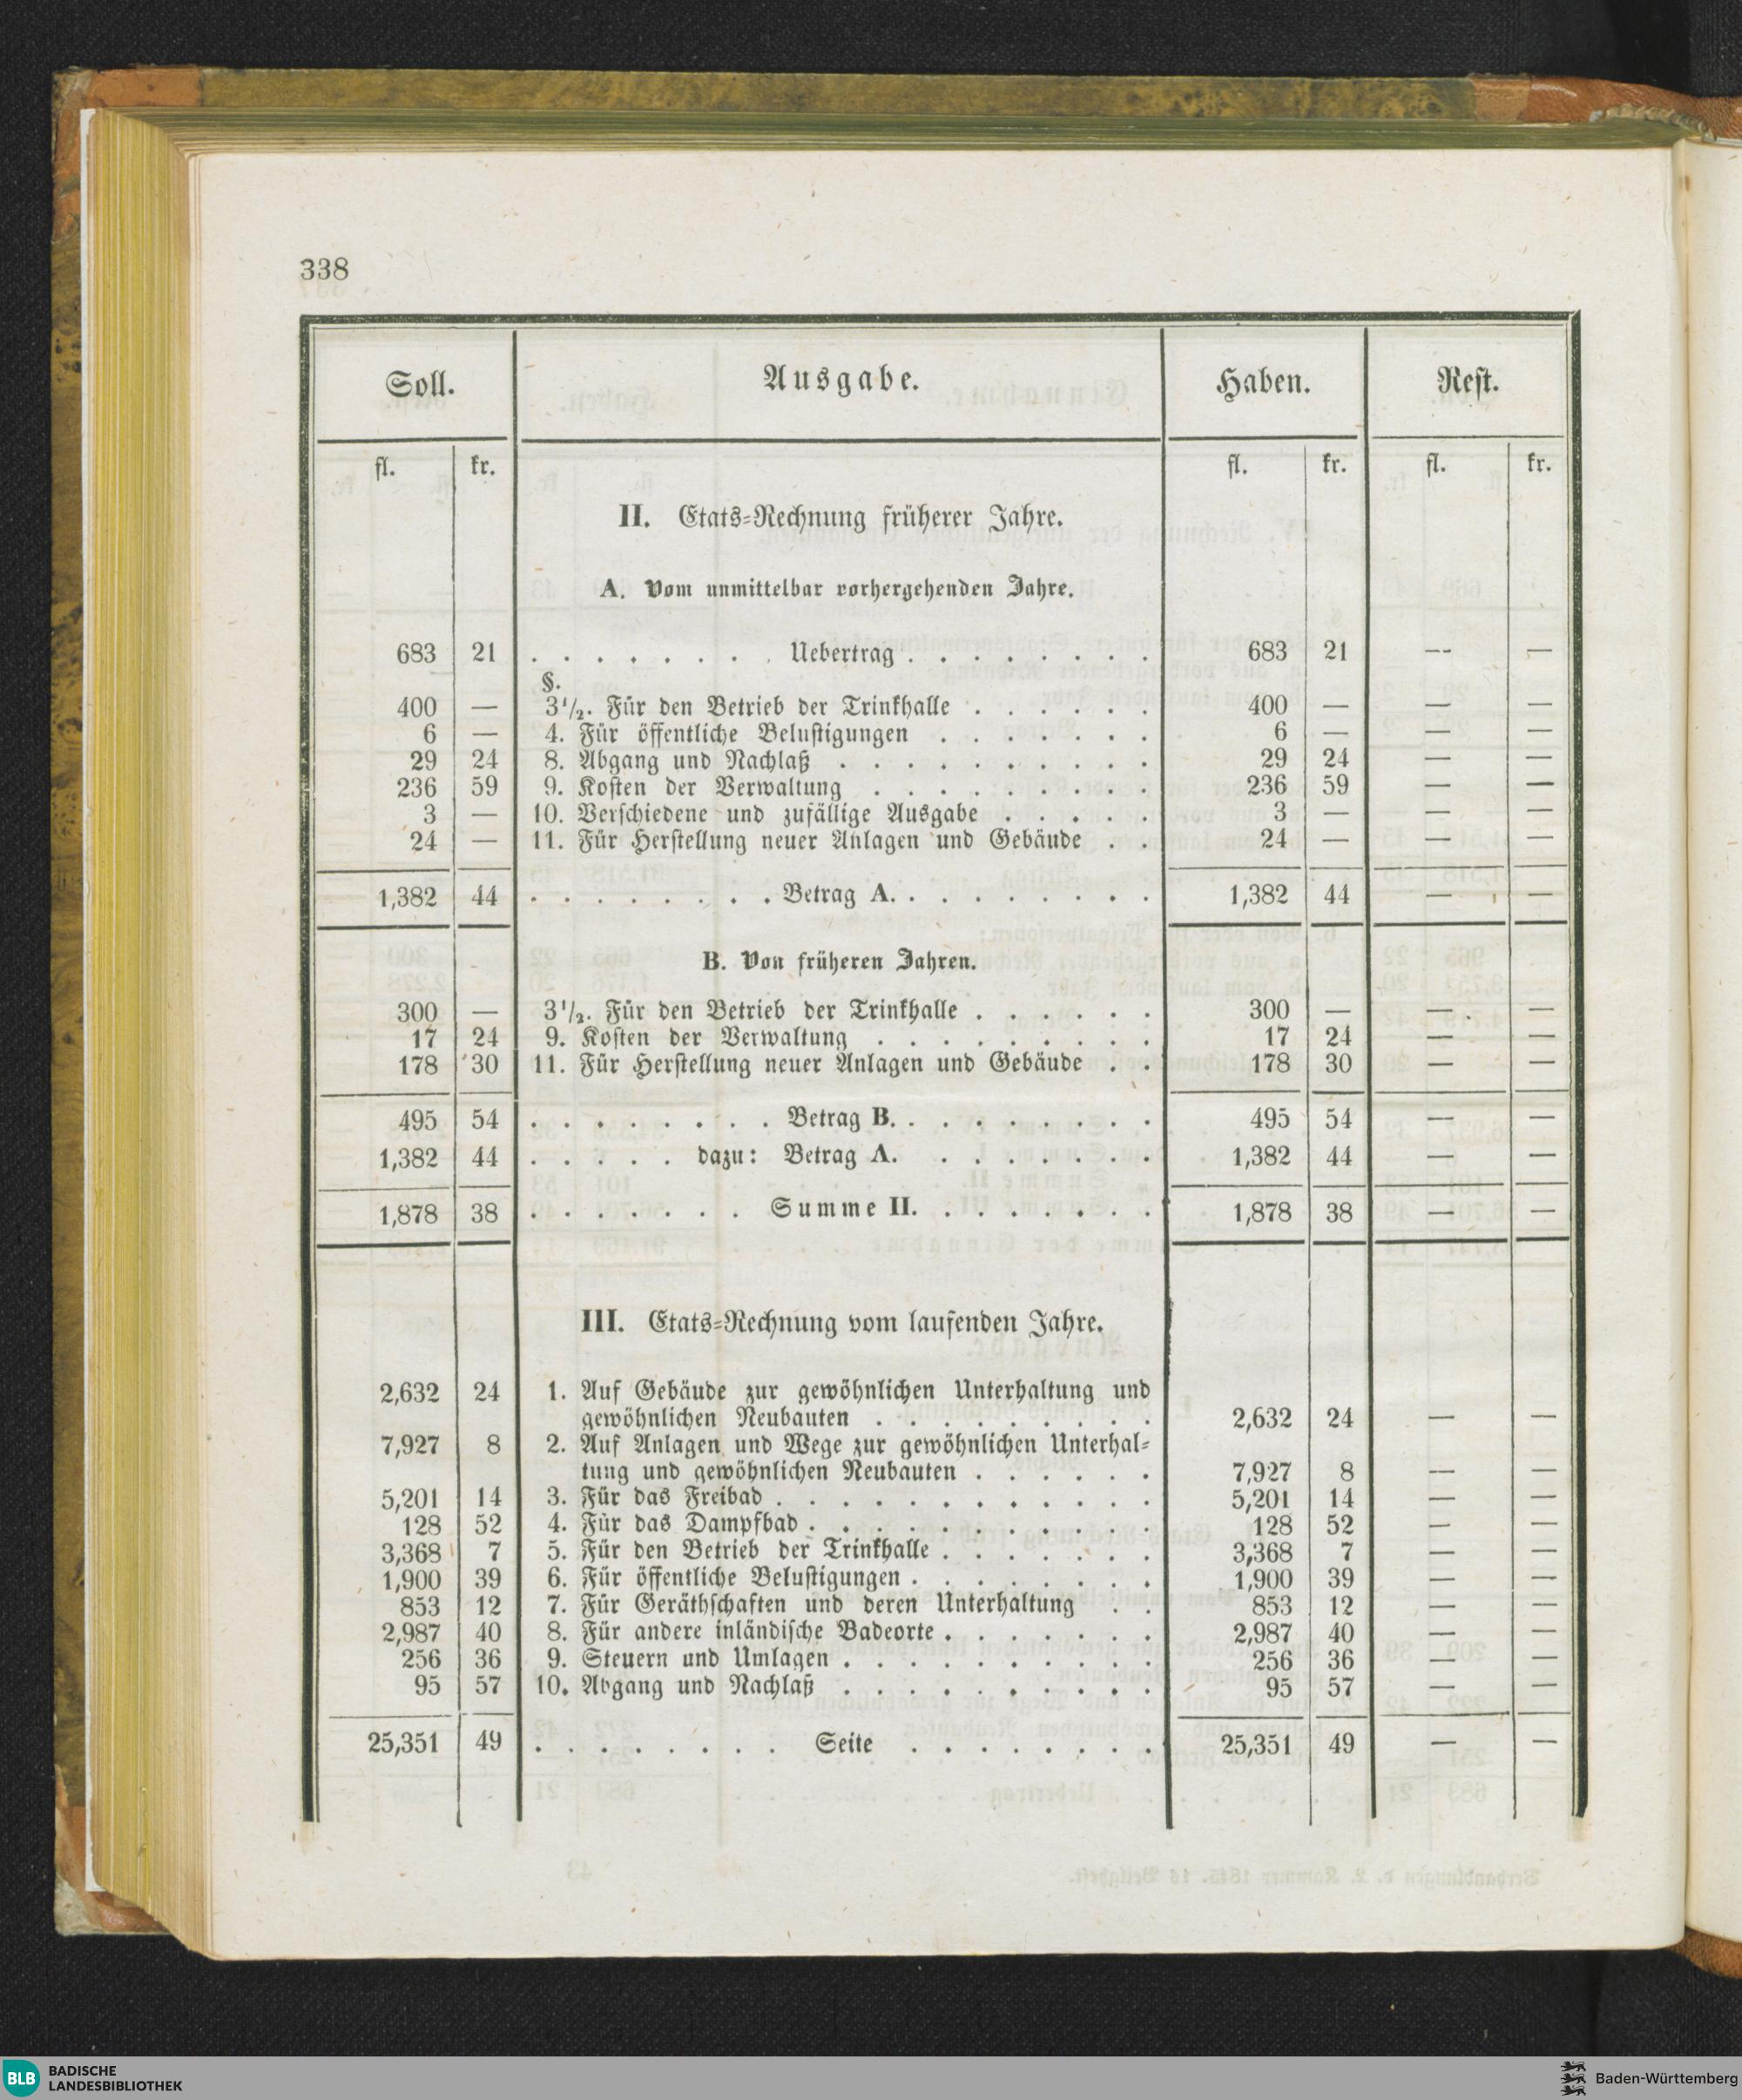 338
Soll. Ausgabe. Haben. Rest.
fl. kr. fl. kr. fl. kr.
II. Etats-Rechnung früherer Jahre.
A. Vom unmittelbar vorhergehenden Jahre.
683 21 . . . . . . . . Uebertrag . . . . . . . . 683 21 — —
§.
400 — 3½. Für den Betrieb der Trinkhalle . . . . . . 400 — — —
6 — 4. Für öffentliche Belustigungen . . . . . . . 6 — — —
29 24 8. Abgang und Nachlaß . . . . . . . . . . 29 24 — —
236 59 9. Kosten der Verwaltung . . . . . . . . . 236 59 — —
3 — 10. Verschiedene und zufällige Ausgabe . . . . . 3 — — —
24 — 11. Für Herstellung neuer Anlagen und Gebäude . . 24 — — —
1,382 44 . . . . . . . . Betrag A. . . . . . . . . 1,382 44 — —
B. Von früheren Jahren.
300 — 3½. Für den Betrieb der Trinkhalle . . . . . . 300 — — —
17 24 9. Kosten der Verwaltung . . . . . . . . . 17 24 — —
178 30 11. Für Herstellung neuer Anlagen und Gebäude . . 178 30 — —
495 54 . . . . . . . . Betrag B. . . . . . . . . 495 54 — —
1,382 44 . . . . . dazu: Betrag A. . . . . . . . 1,382 44 — —
1,878 38 . . . . . . . Summe II. . . . . . . . 1,878 38 — —
III. Etats-Rechnung vom laufenden Jahre.
2,632 24 1. Auf Gebäude zur gewöhnlichen Unterhaltung und
gewöhnlichen Neubauten . . . . . . . . . 2,632 24 — —
7,927 8 2. Auf Anlagen und Wege zur gewöhnlichen Unterhal-
tung und gewöhnlichen Neubauten . . . . . . 7,927 8 — —
5,201 14 3. Für das Freibad . . . . . . . . . . . . 5,201 14 — —
128 52 4. Für das Dampfbad . . . . . . . . . . . 128 52 — —
3,368 7 5. Für den Betrieb der Trinkhalle . . . . . . . 3,368 7 — —
1,900 39 6. Für öffentliche Belustigungen . . . . . . . . 1,900 39 — —
853 12 7. Für Geräthschaften und deren Unterhaltung . . 853 12 — —
2,987 40 8. Für andere inländische Badeorte . . . . . . . 2,987 40 — —
256 36 9. Steuern und Umlagen . . . . . . . . . . 256 36 — —
95 57 10. Abgang und Nachlaß . . . . . . . . . . 95 57 — —
25,351 49 . . . . . . . . Seite . . . . . . . . 25,351 49 — —
BLB BADISCHE
LANDESBIBLIOTHEK
Baden-Württemberg